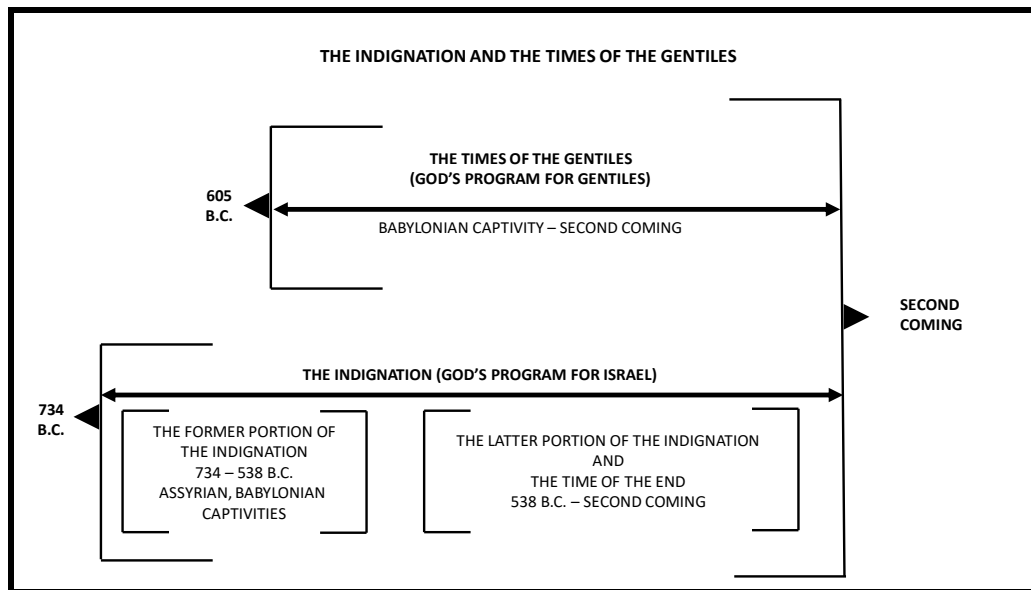 THE INDIGNATION AND THE TIMES OF THE GENTILES
THE TIMES OF THE GENTILES
(GOD’S PROGRAM FOR GENTILES)
605
B.C.
BABYLONIAN CAPTIVITY – SECOND COMING
SECOND
COMING
THE INDIGNATION (GOD’S PROGRAM FOR ISRAEL)
734
B.C.
THE FORMER PORTION OF
THE INDIGNATION
734 – 538 B.C.
ASSYRIAN, BABYLONIAN
CAPTIVITIES
THE LATTER PORTION OF THE INDIGNATION
AND
THE TIME OF THE END
538 B.C. – SECOND COMING